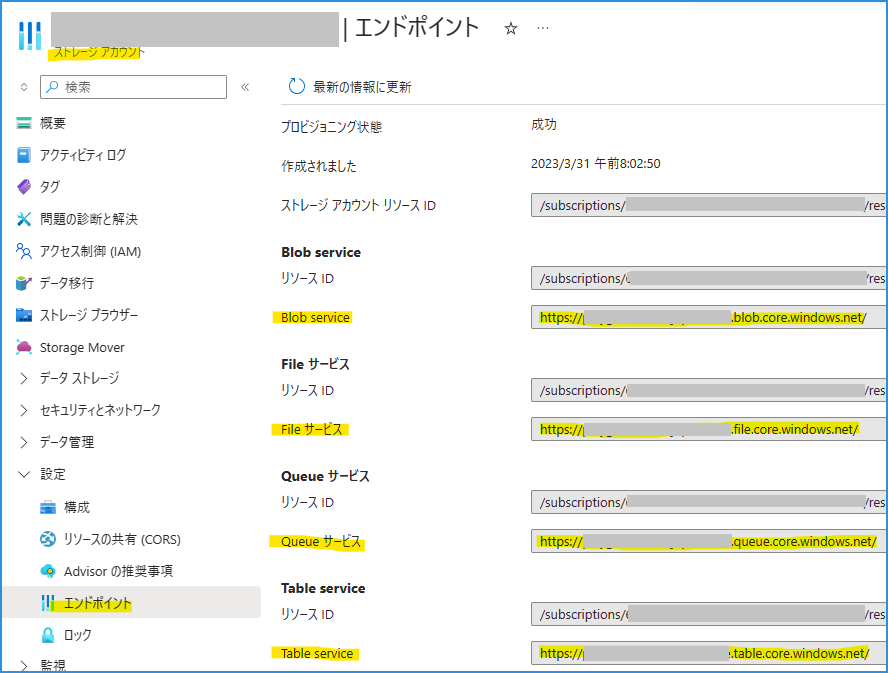 | エンドポイント ☆ …
ストレージ アカウント
検索 «
最新の情報に更新
概要
アクティビティ ログ
タグ
問題の診断と解決
アクセス制御 (IAM)
データ移行
ストレージ ブラウザー
Storage Mover
データ ストレージ
セキュリティとネットワーク
データ管理
設定
構成
リソースの共有 (CORS)
Advisor の推奨事項
エンドポイント
ロック
監視
プロビジョニング状態 成功
作成されました 2023/3/31 午前8:02:50
ストレージ アカウント リソース ID /subscriptions/ /res
Blob service
リソース ID /subscriptions/ /res
Blob service https:// .blob.core.windows.net/
File サービス
リソース ID /subscriptions/ /res
File サービス https:// .file.core.windows.net/
Queue サービス
リソース ID /subscriptions/ /res
Queue サービス https:// .queue.core.windows.net/
Table service
リソース ID /subscriptions/ /res
Table service https:// .table.core.windows.net/